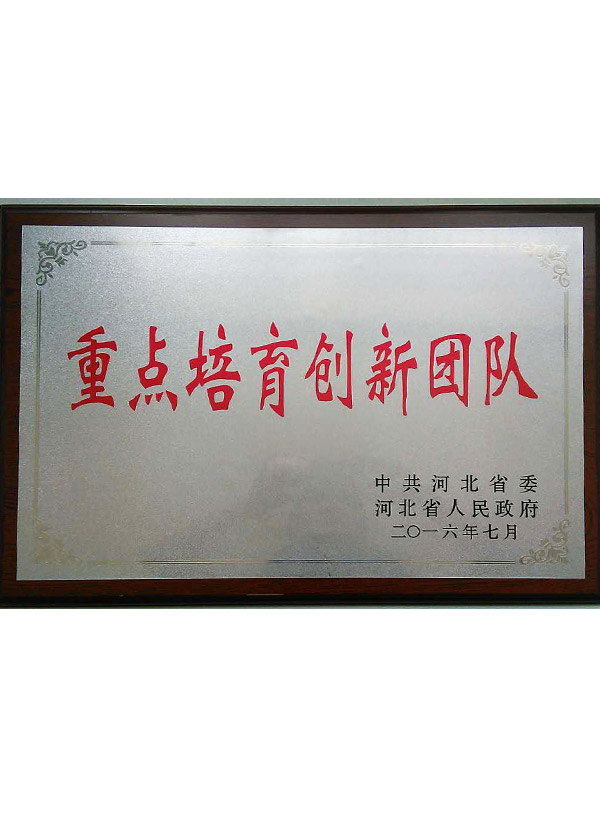 重点培育创新团队
中共河北省委
河北省人民政府
二〇一六年七月